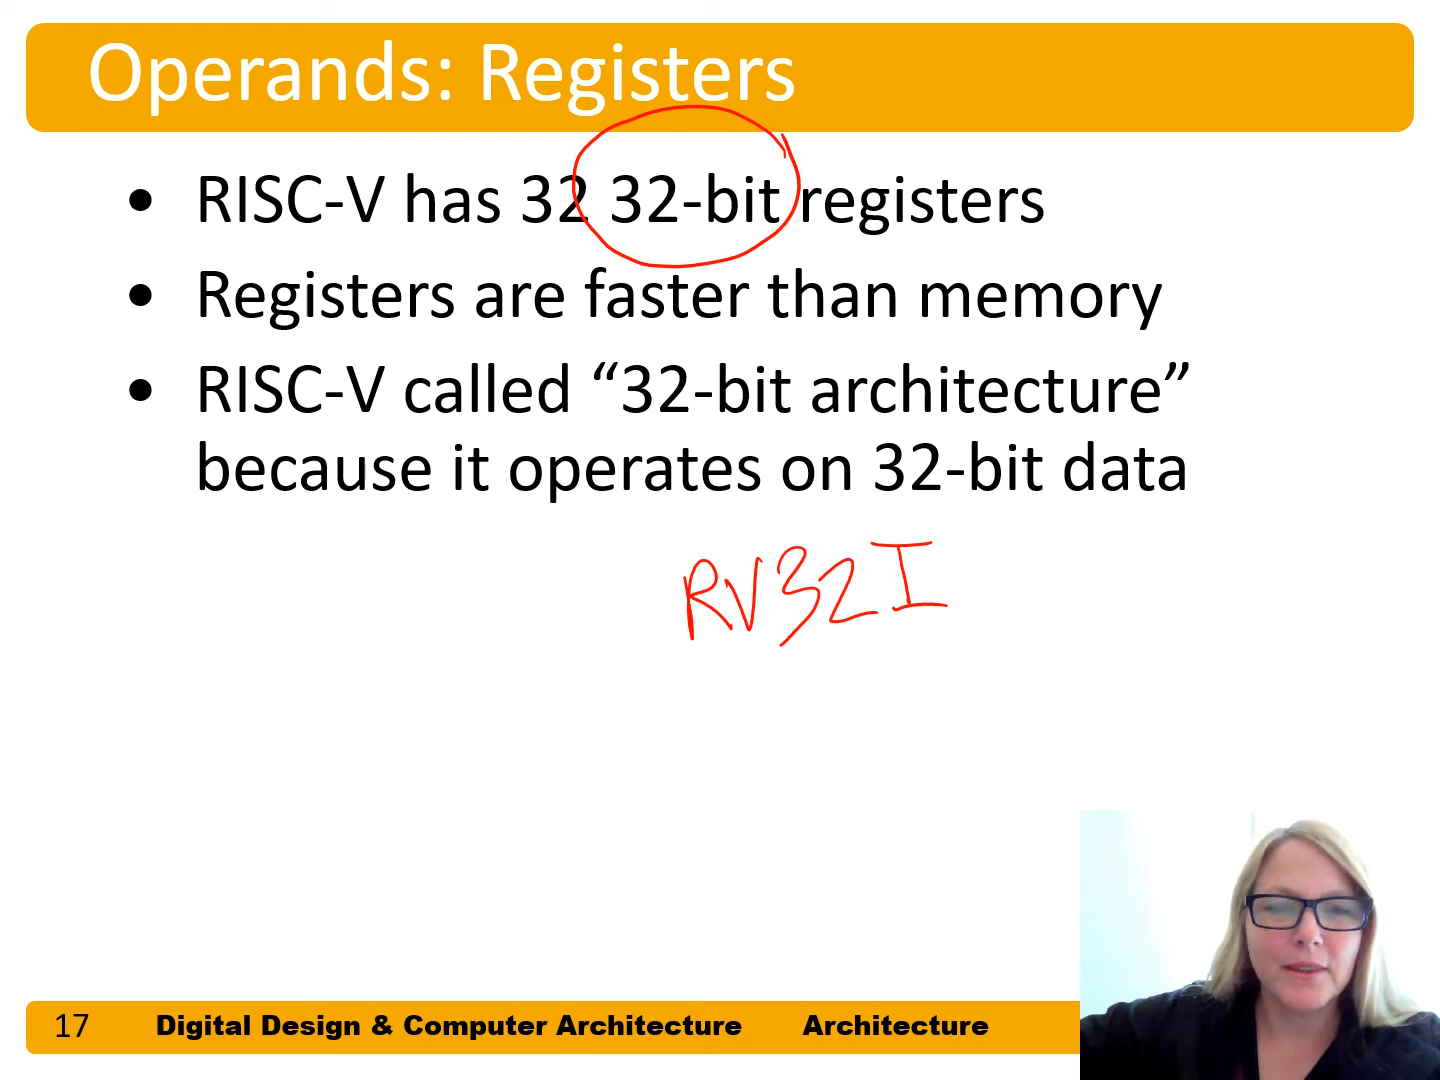 Operands: Registers
• RISC-V has 32 32-bit registers
• Registers are faster than memory
• RISC-V called “32-bit architecture”
because it operates on 32-bit data
RV32I
17 Digital Design & Computer Architecture Architecture